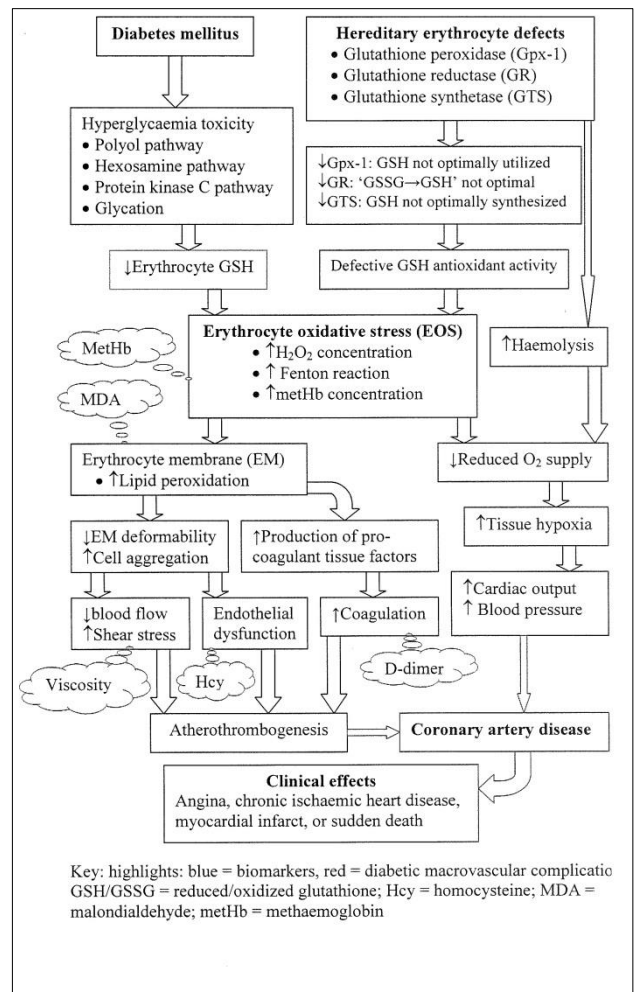 Diabetes mellitus
Hereditary erythrocyte defects
• Glutathione peroxidase (Gpx-1)
• Glutathione reductase (GR)
• Glutathione synthetase (GTS)
Hyperglycaemia toxicity
• Polyol pathway
• Hexosamine pathway
• Protein kinase C pathway
• Glycation
↓Gpx-1: GSH not optimally utilized
↓GR: ‘GSSG→GSH’ not optimal
↓GTS: GSH not optimally synthesized
↓Erythrocyte GSH
Defective GSH antioxidant activity
Erythrocyte oxidative stress (EOS)
• ↑H₂O₂ concentration
• ↑ Fenton reaction
• ↑metHb concentration
MetHb
MDA
↑Haemolysis
Erythrocyte membrane (EM)
• ↑Lipid peroxidation
↓Reduced O₂ supply
↓EM deformability
↑Cell aggregation
↑Production of pro-
coagulant tissue factors
↑Tissue hypoxia
↓blood flow
↑Shear stress
Endothelial
dysfunction
↑Coagulation
↑Cardiac output
↑ Blood pressure
Viscosity
Hcy
D-dimer
Atherothrombogenesis
Coronary artery disease
Clinical effects
Angina, chronic ischaemic heart disease,
myocardial infarct, or sudden death
Key: highlights: blue = biomarkers, red = diabetic macrovascular complicatio
GSH/GSSG = reduced/oxidized glutathione; Hcy = homocysteine; MDA =
malondialdehyde; metHb = methaemoglobin